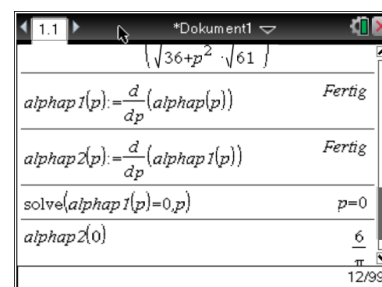 1.1 *Dokument1
√36+p² ·√61
alphap1(p):=d/dp(alphap(p)) Fertig
alphap2(p):=d/dp(alphap1(p)) Fertig
solve(alphap1(p)=0,p) p=0
alphap2(0) 6/π
12/99